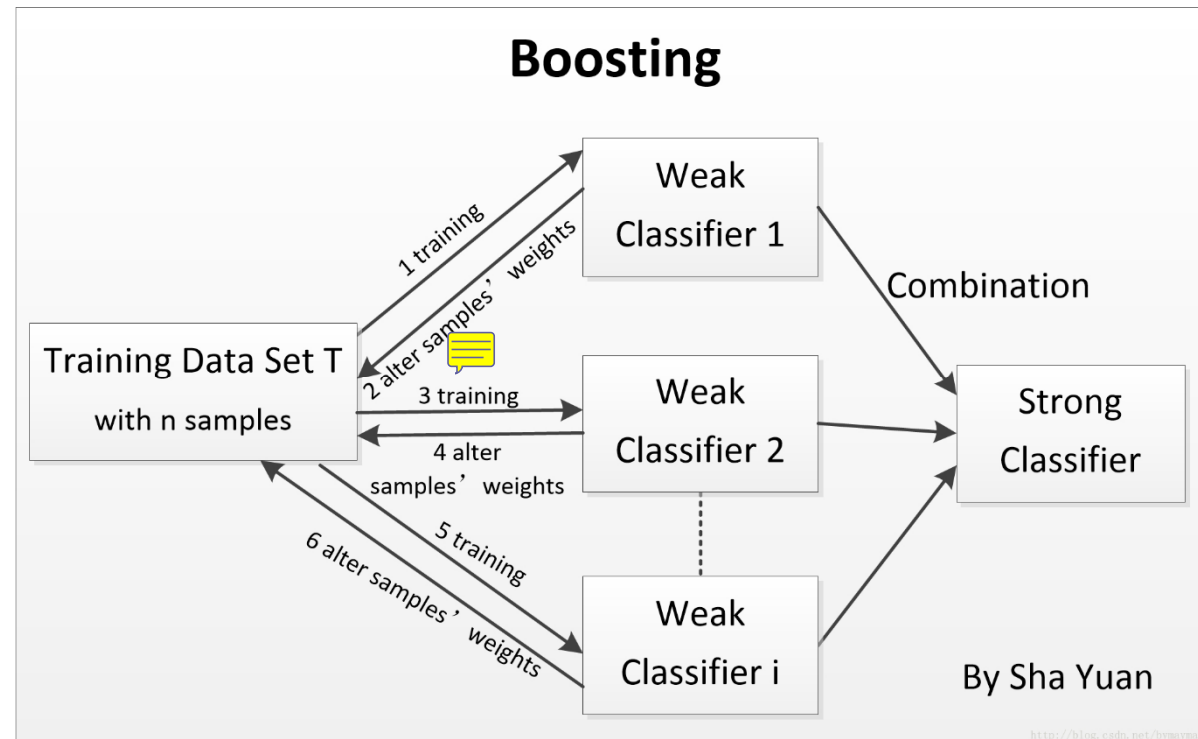 Boosting
Weak
Classifier 1
1 training
2 alter samples’ weights
Combination
Training Data Set T
with n samples
3 training
Weak
Classifier 2
4 alter
samples’ weights
Strong
Classifier
5 training
6 alter samples’ weights
Weak
Classifier i
By Sha Yuan